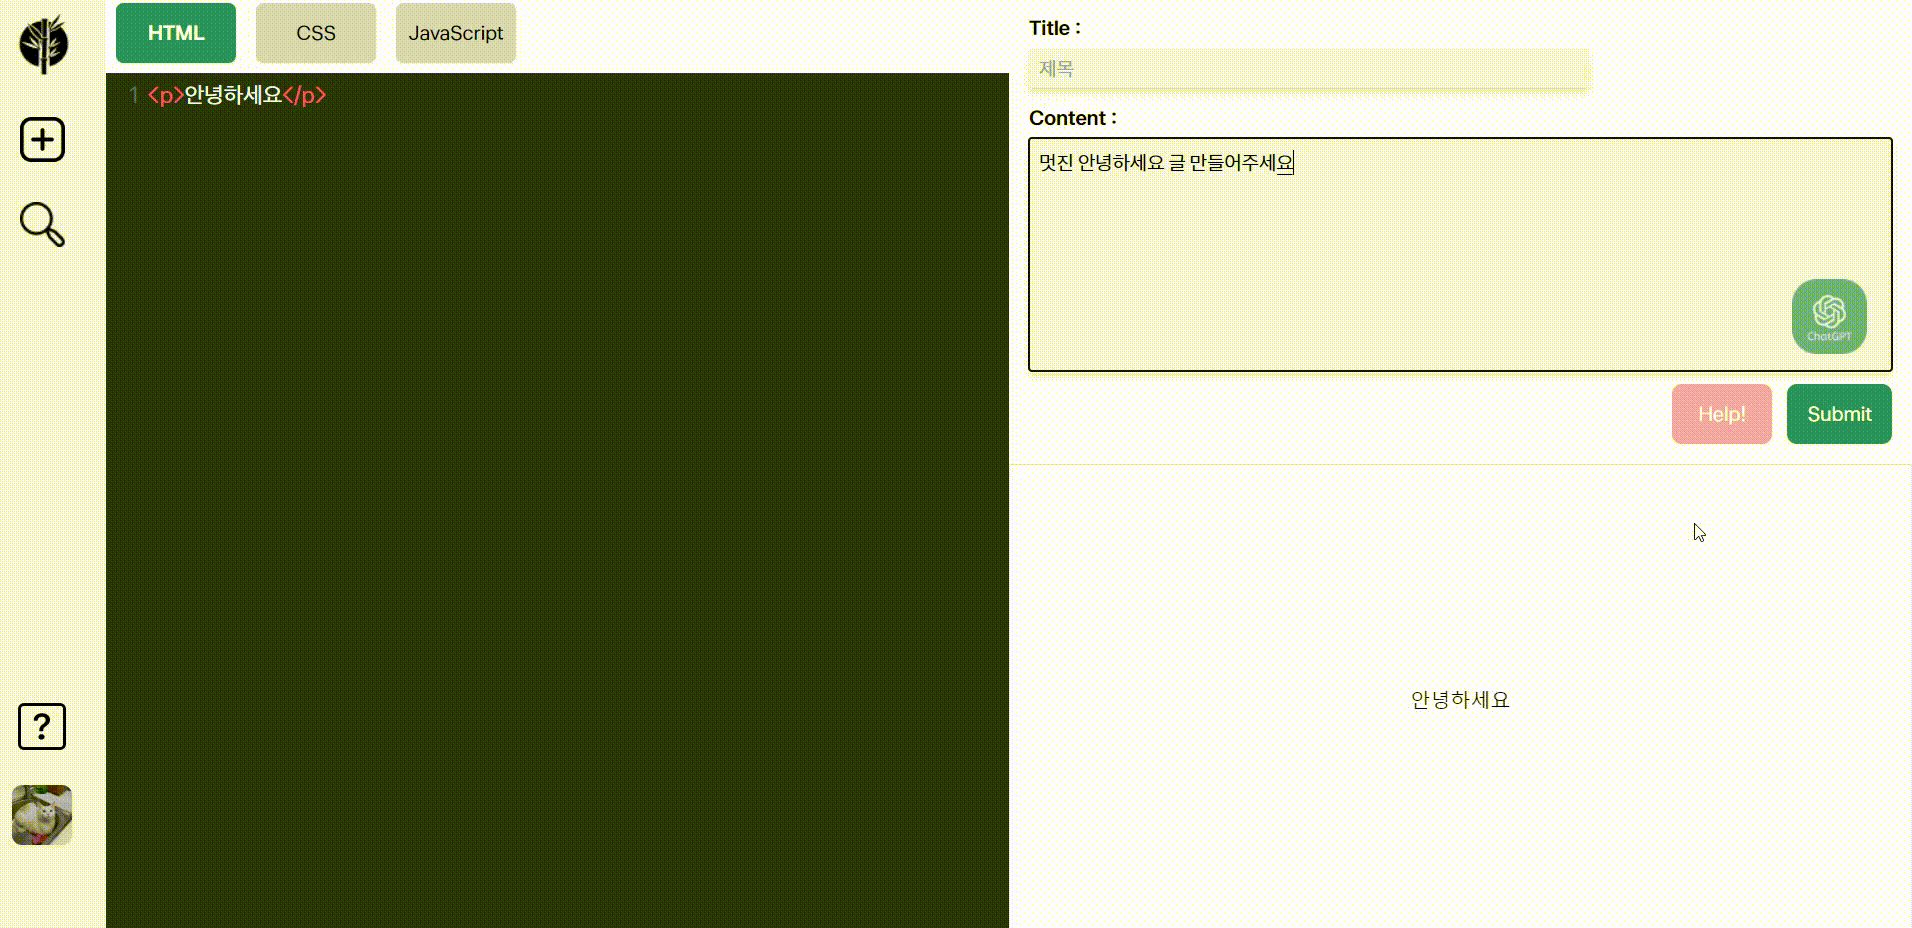 HTML
CSS
JavaScript
1 <p>안녕하세요</p>
Title :
제목
Content :
멋진 안녕하세요 글 만들어주세요
ChatGPT
Help!
Submit
안녕하세요
?